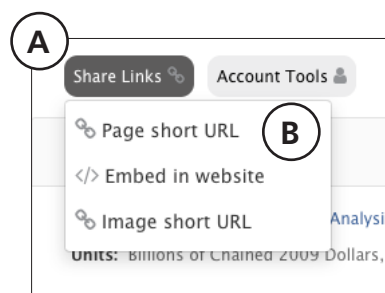 A
Share Links Account Tools
Page short URL B
Embed in website
Image short URL
Analysi
Units: Billions of Chained 2009 Dollars,